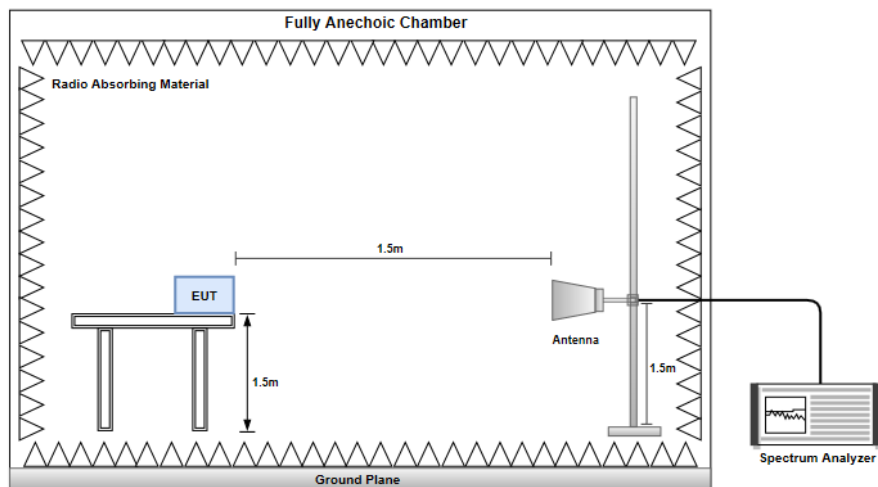 Fully Anechoic Chamber
Radio Absorbing Material
1.5m
EUT
Antenna
1.5m
1.5m
Spectrum Analyzer
Ground Plane